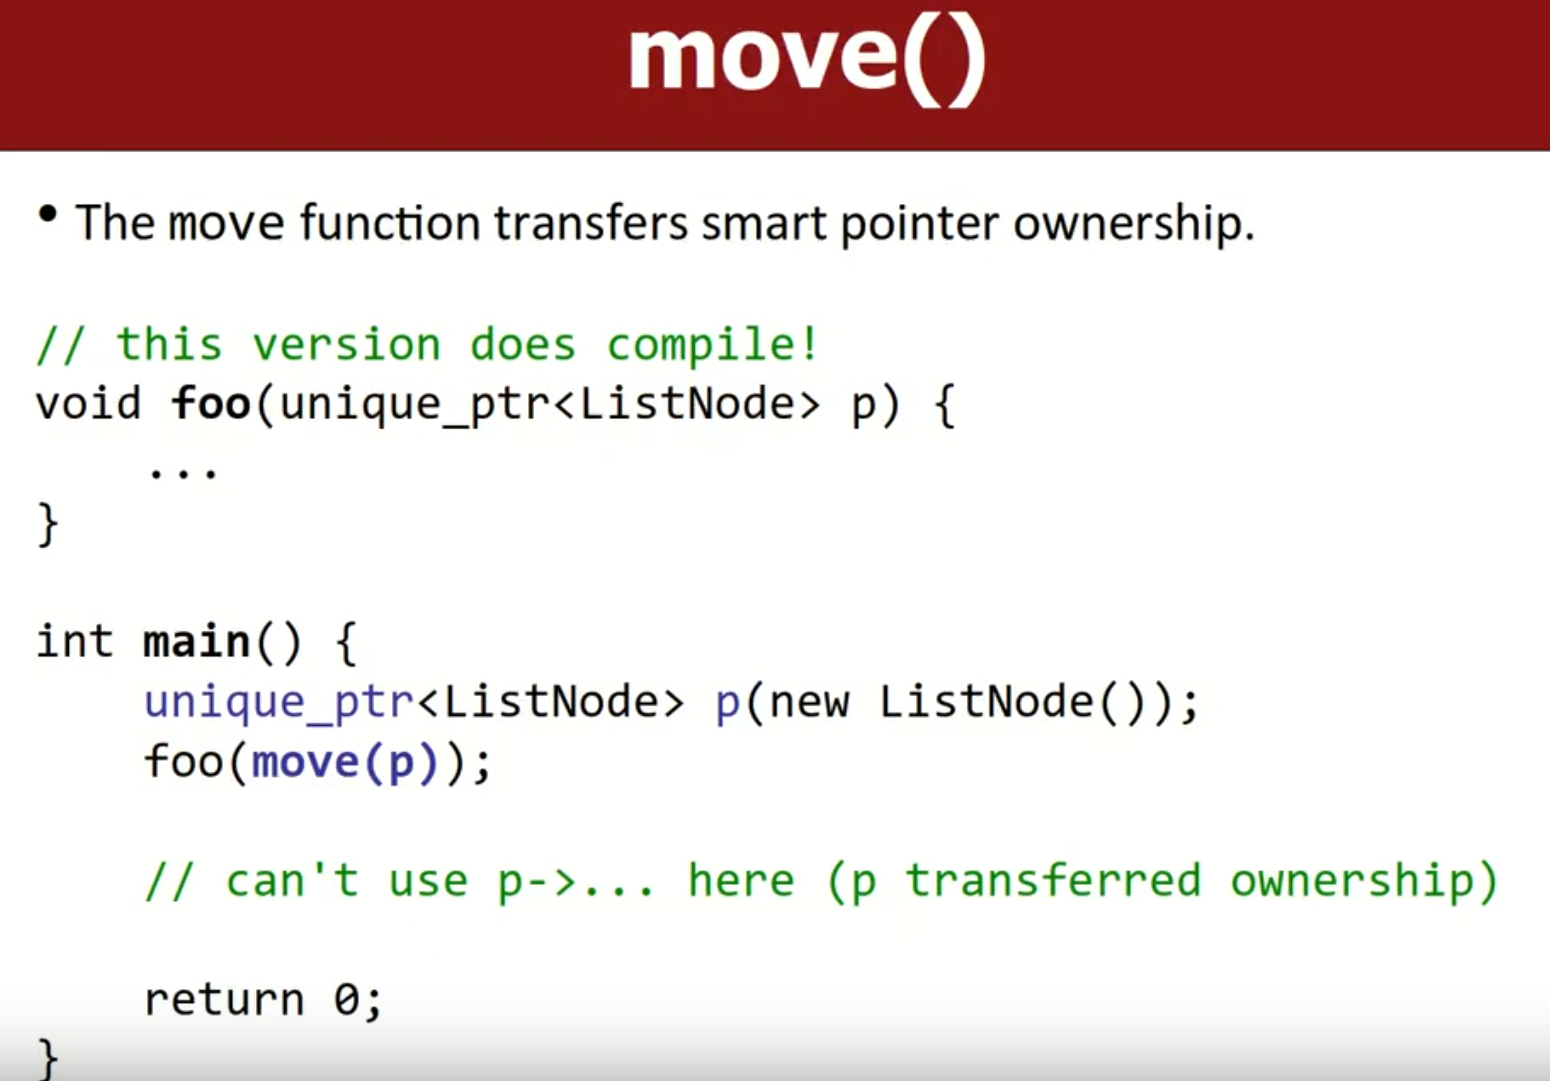 move()
• The move function transfers smart pointer ownership.
// this version does compile!
void foo(unique_ptr<ListNode> p) {
    ...
}
int main() {
    unique_ptr<ListNode> p(new ListNode());
    foo(move(p));
    // can't use p->... here (p transferred ownership)
    return 0;
}